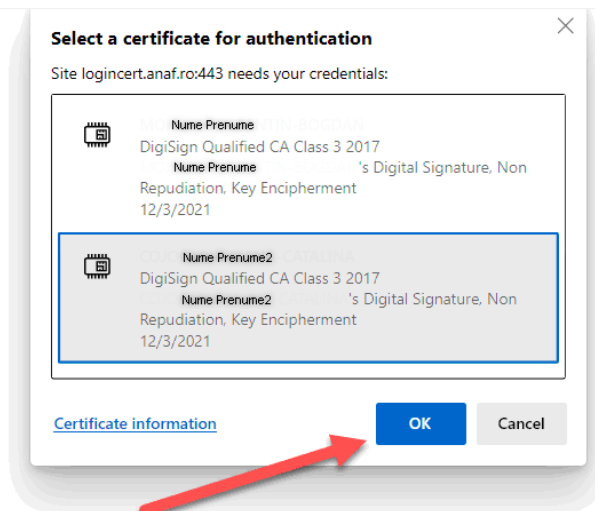 Select a certificate for authentication
Site logincert.anaf.ro:443 needs your credentials:
Nume Prenume
DigiSign Qualified CA Class 3 2017
Nume Prenume 's Digital Signature, Non
Repudiation, Key Encipherment
12/3/2021
Nume Prenume2
DigiSign Qualified CA Class 3 2017
Nume Prenume2 's Digital Signature, Non
Repudiation, Key Encipherment
12/3/2021
Certificate information
OK
Cancel